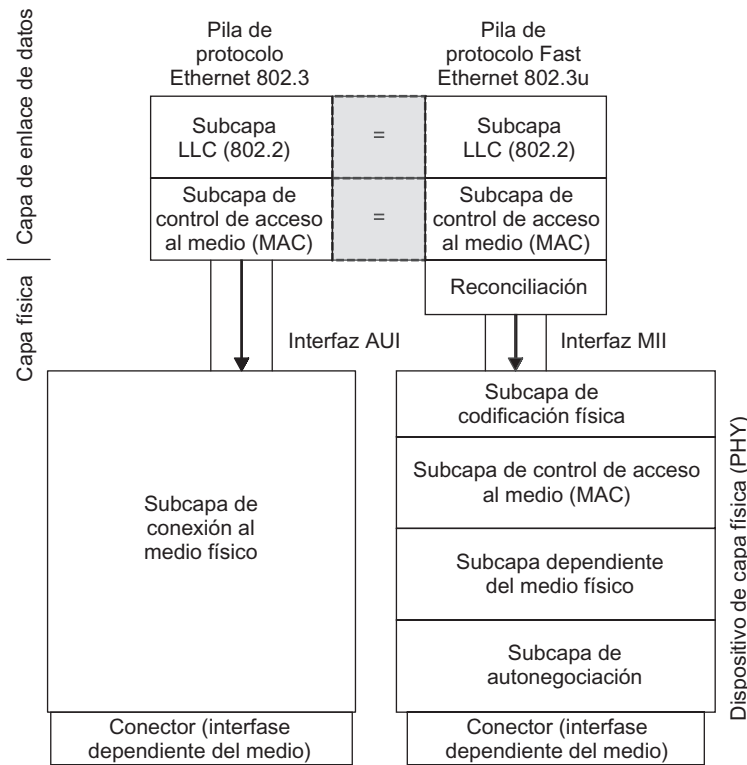 Pila de
protocolo
Ethernet 802.3
Pila de
protocolo Fast
Ethernet 802.3u
Capa de enlace de datos
Subcapa
LLC (802.2)
=
Subcapa
LLC (802.2)
Subcapa de
control de acceso
al medio (MAC)
=
Subcapa de
control de acceso
al medio (MAC)
Capa física
Reconciliación
Interfaz AUI
Interfaz MII
Subcapa de
conexión al
medio físico
Subcapa de
codificación física
Subcapa de control de acceso
al medio (MAC)
Subcapa dependiente
del medio físico
Subcapa de
autonegociación
Dispositivo de capa física (PHY)
Conector (interfase
dependiente del medio)
Conector (interfase
dependiente del medio)